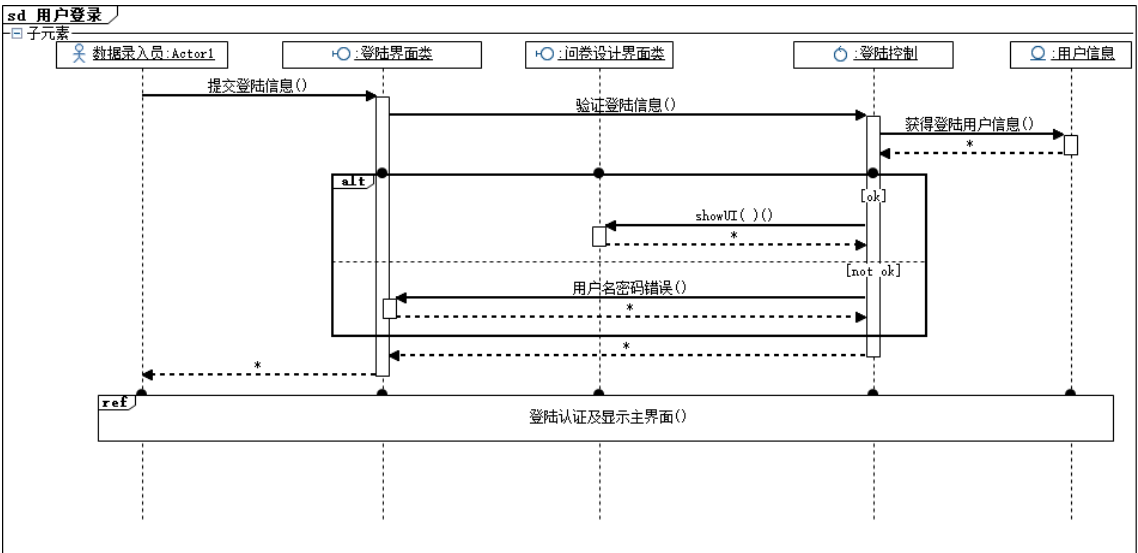 sd 用户登录
子元素
数据录入员:Actor1
:登陆界面类
:问卷设计界面类
:登陆控制
:用户信息
提交登陆信息()
验证登陆信息()
获得登陆用户信息()
*
alt
[ok]
showUI( )()
*
[not ok]
用户名密码错误()
*
*
*
ref
登陆认证及显示主界面()